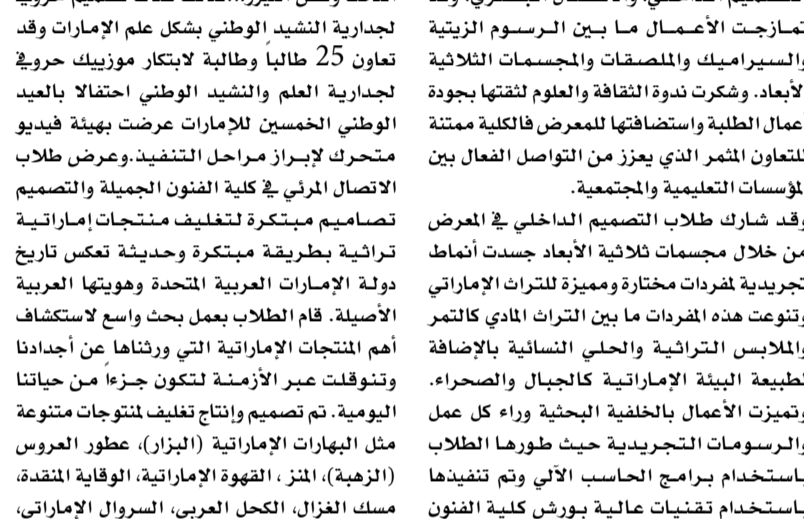 تمازجت الأعمال ما بين الرسوم الزيتية
والسيراميك والملصقات والمجسمات الثلاثية
الأبعاد. وشكرت ندوة الثقافة والعلوم لثقتها بجودة
أعمال الطلبة واستضافتها للمعرض فالكلية ممتنة
للتعاون المثمر الذي يعزز من التواصل الفعال بين
المؤسسات التعليمية والمجتمعية.
وقد شارك طلاب التصميم الداخلي في المعرض
من خلال مجسمات ثلاثية الأبعاد جسدت أنماط
تجريدية لمفردات مختارة ومميزة للتراث الإماراتي
وتنوعت هذه المفردات ما بين التراث المادي كالتمر
والملابس التراثية والحلي النسائية بالإضافة
لطبيعة البيئة الإماراتية كالجبال والصحراء.
وتميزت الأعمال بالخلفية البحثية وراء كل عمل
والرسومات التجريدية حيث طورها الطلاب
باستخدام برامج الحاسب الآلي وتم تنفيذها
باستخدام تقنيات عالية بورش كلية الفنون
لجدارية النشيد الوطني بشكل علم الإمارات وقد
تعاون 25 طالباً وطالبة لابتكار موزييك حروفي
لجدارية العلم والنشيد الوطني احتفالا بالعيد
الوطني الخمسين للإمارات عرضت بهيئة فيديو
متحرك لإبراز مراحل التنفيذ.وعرض طلاب
الاتصال المرئي في كلية الفنون الجميلة والتصميم
تصاميم مبتكرة لتغليف منتجات إماراتية
تراثية بطريقة مبتكرة وحديثة تعكس تاريخ
دولة الإمارات العربية المتحدة وهويتها العربية
الأصيلة. قام الطلاب بعمل بحث واسع لاستكشاف
أهم المنتجات الإماراتية التي ورثناها عن أجدادنا
وتنوقلت عبر الأزمنة لتكون جزءاً من حياتنا
اليومية. تم تصميم وإنتاج تغليف لمنتوجات متنوعة
مثل البهارات الإماراتية (البزار)، عطور العروس
(الزهبة)، المنز ، القهوة الإماراتية، الوقاية المنقدة،
مسك الغزال، الكحل العربي، السروال الإماراتي،